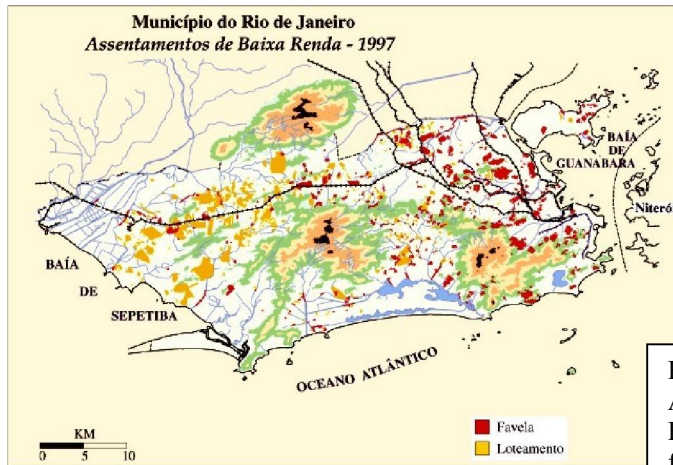 Município do Rio de Janeiro
Assentamentos de Baixa Renda - 1997
BAÍA
DE
GUANABARA
Niteró
BAÍA
DE
SEPETIBA
OCEANO ATLÂNTICO
KM
0 5 10
Favela
Loteamento